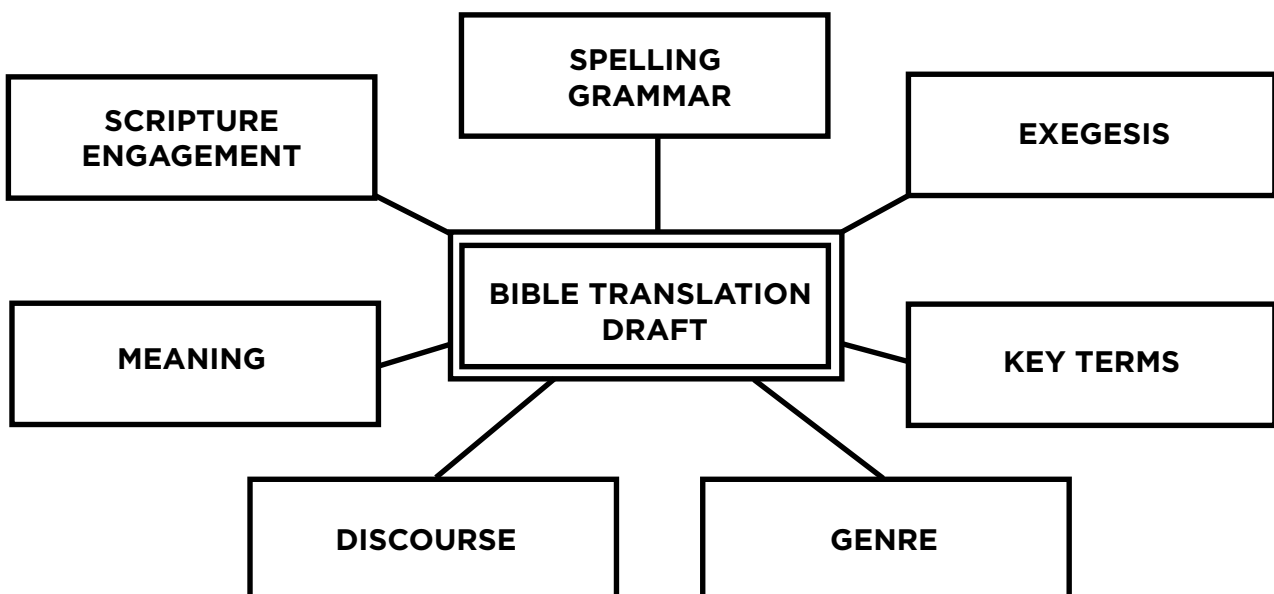 SPELLING
GRAMMAR
SCRIPTURE
ENGAGEMENT
EXEGESIS
BIBLE TRANSLATION
DRAFT
MEANING
KEY TERMS
DISCOURSE
GENRE